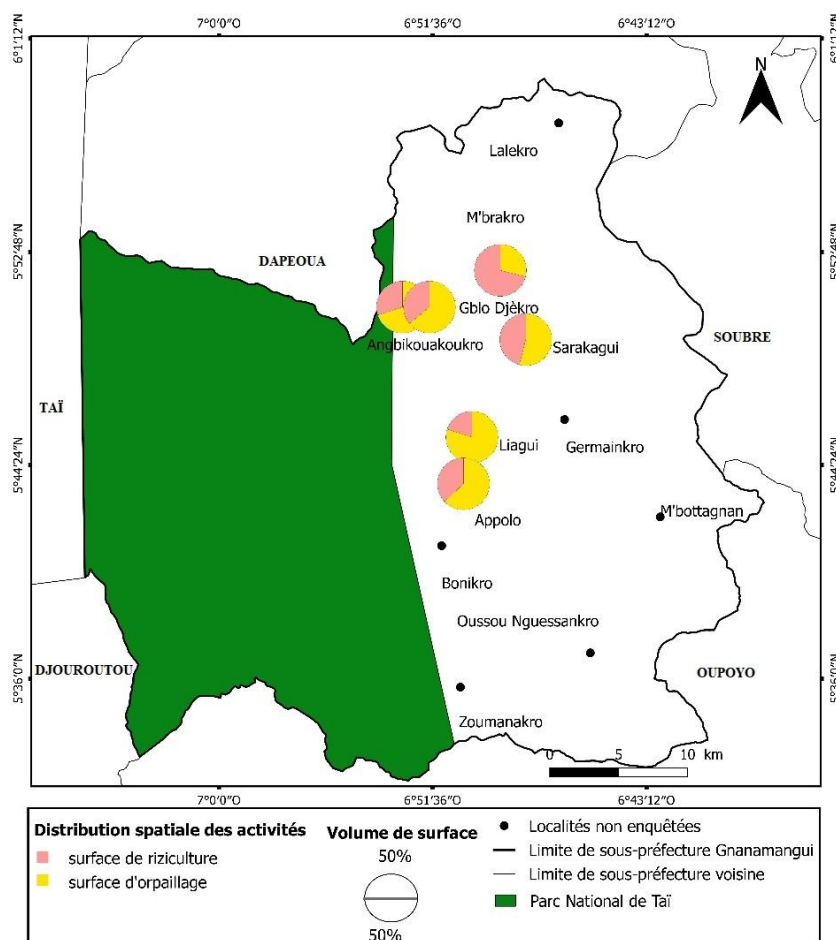 7°0'0"O 6°51'36"O 6°43'12"O
6°1'12"N 6°1'12"N
N
Lalekro
M'brakro
5°52'48"N 5°52'48"N
DAPEOUA
Gblo Djèkro
Angbikouakoukro
Sarakagui
SOUBRE
TAÏ
Liagui
Germainkro
5°44'24"N 5°44'24"N
M'bottagnan
Appolo
Bonikro
Oussou Nguessankro
DJOUROUTOU
OUPOYO
5°36'0"N 5°36'0"N
Zoumanakro
0 5 10 km
7°0'0"O 6°51'36"O 6°43'12"O
Distribution spatiale des activités
surface de riziculture
surface d'orpaillage
Volume de surface
50%
50%
Localités non enquêtées
Limite de sous-préfecture Gnanamangui
Limite de sous-préfecture voisine
Parc National de Taï